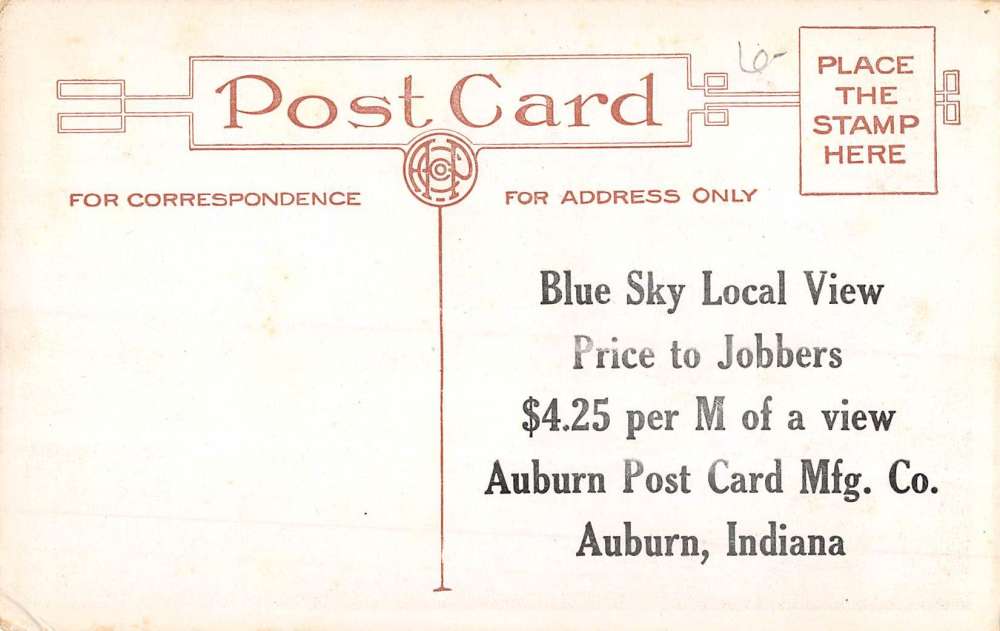 Post Card
6-
PLACE
THE
STAMP
HERE
FOR CORRESPONDENCE
FOR ADDRESS ONLY
Blue Sky Local View
Price to Jobbers
$4.25 per M of a view
Auburn Post Card Mfg. Co.
Auburn, Indiana